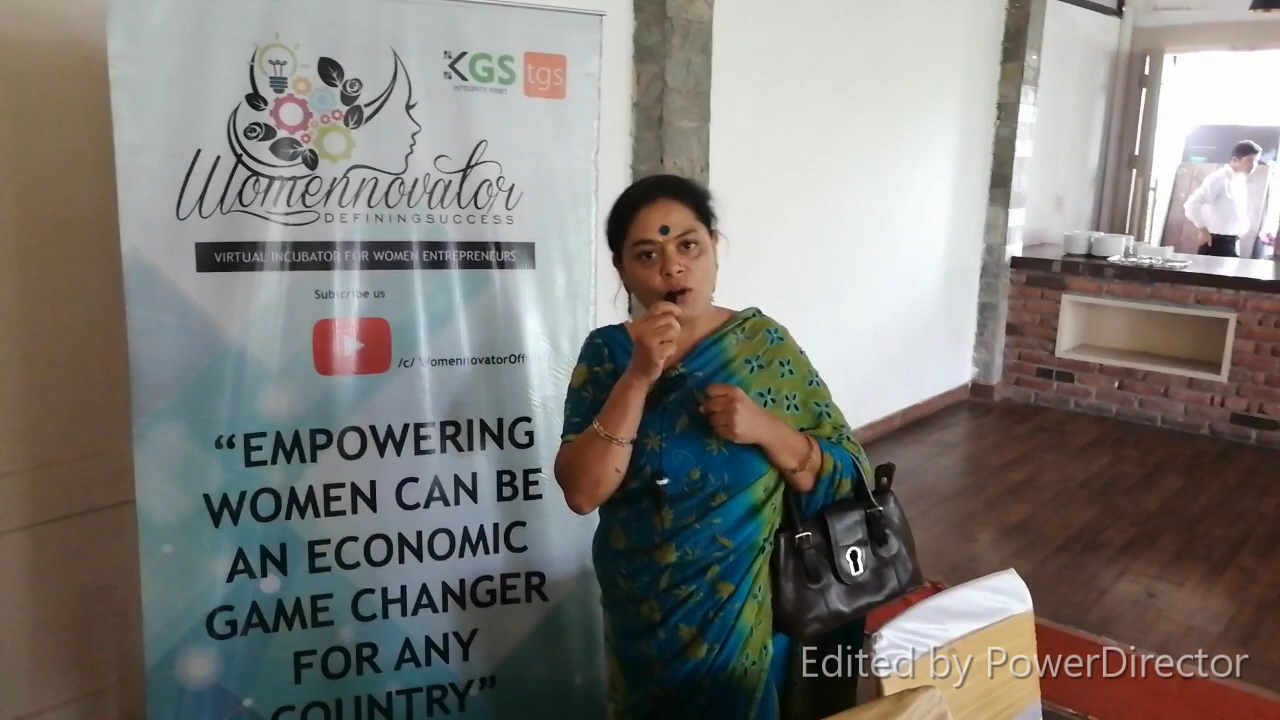 KGS
INTEGRITY FIRST
tgs
Womennovator
DEFINING SUCCESS
VIRTUAL INCUBATOR FOR WOMEN ENTREPRENEURS
Subscribe us
/c/
“EMPOWERING
WOMEN CAN BE
AN ECONOMIC
GAME CHANGER
FOR ANY
COUNTRY”
Edited by PowerDirector